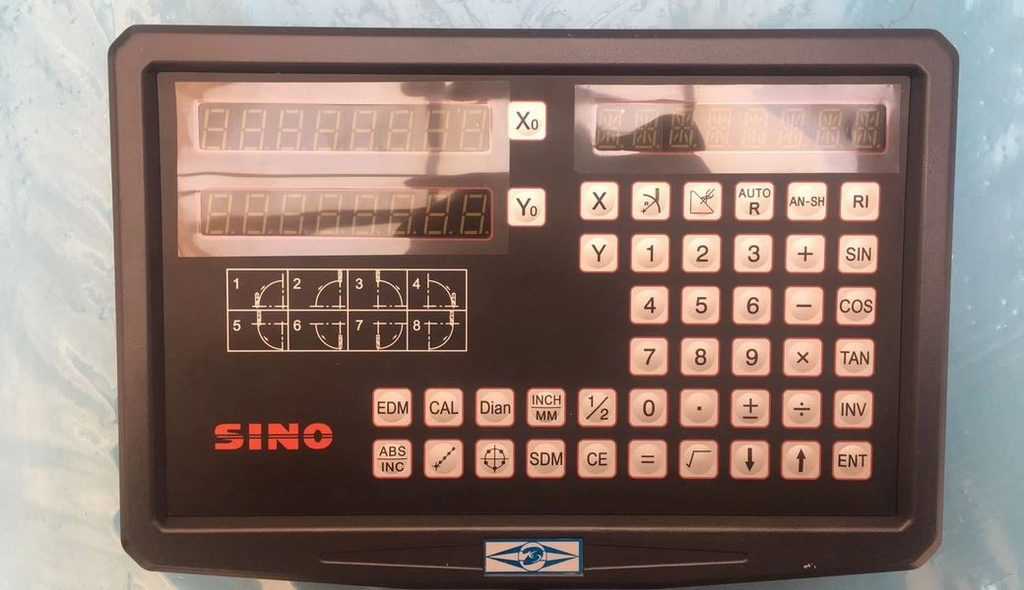 X0
Y0
X AUTO R AN-SH RI
Y 1 2 3 + SIN
1 2 3 4
4 5 6 − COS
5 6 7 8
7 8 9 × TAN
EDM CAL Dian INCH/MM 1/2 0 . ± ÷ INV
SINO
ABS/INC SDM CE = √ ↓ ↑ ENT